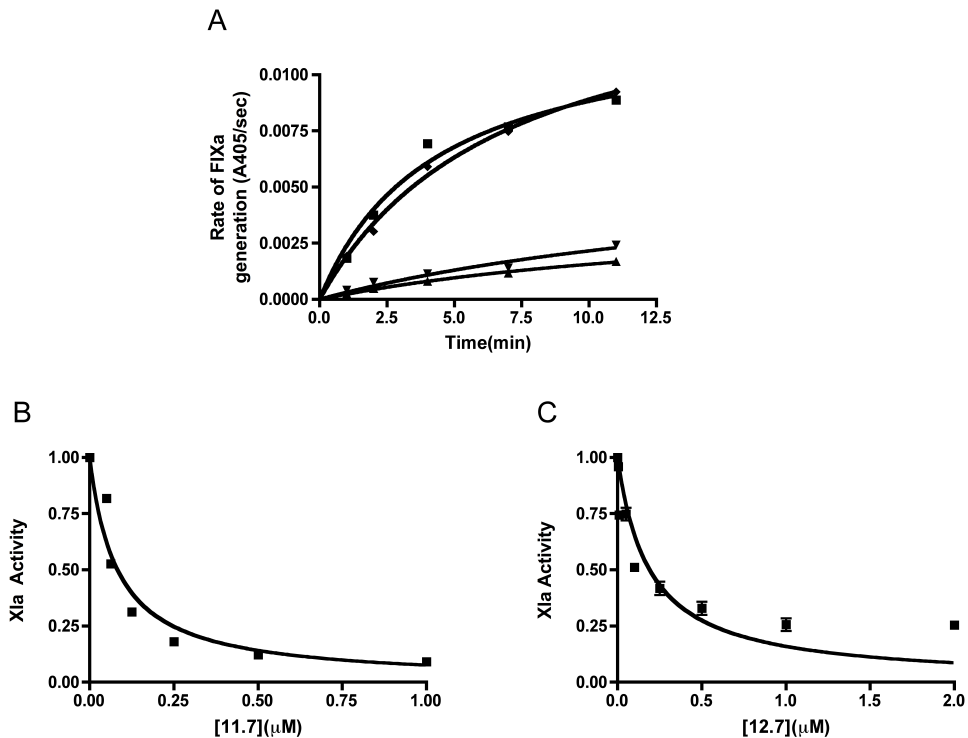 A
0.0100
0.0075
0.0050
0.0025
0.0000
Rate of FIXa
generation (A405/sec)
0.0 2.5 5.0 7.5 10.0 12.5
Time(min)
B
1.00
0.75
0.50
0.25
0.00
XIa Activity
0.00 0.25 0.50 0.75 1.00
[11.7](μM)
C
1.00
0.75
0.50
0.25
0.00
XIa Activity
0.0 0.5 1.0 1.5 2.0
[12.7](μM)